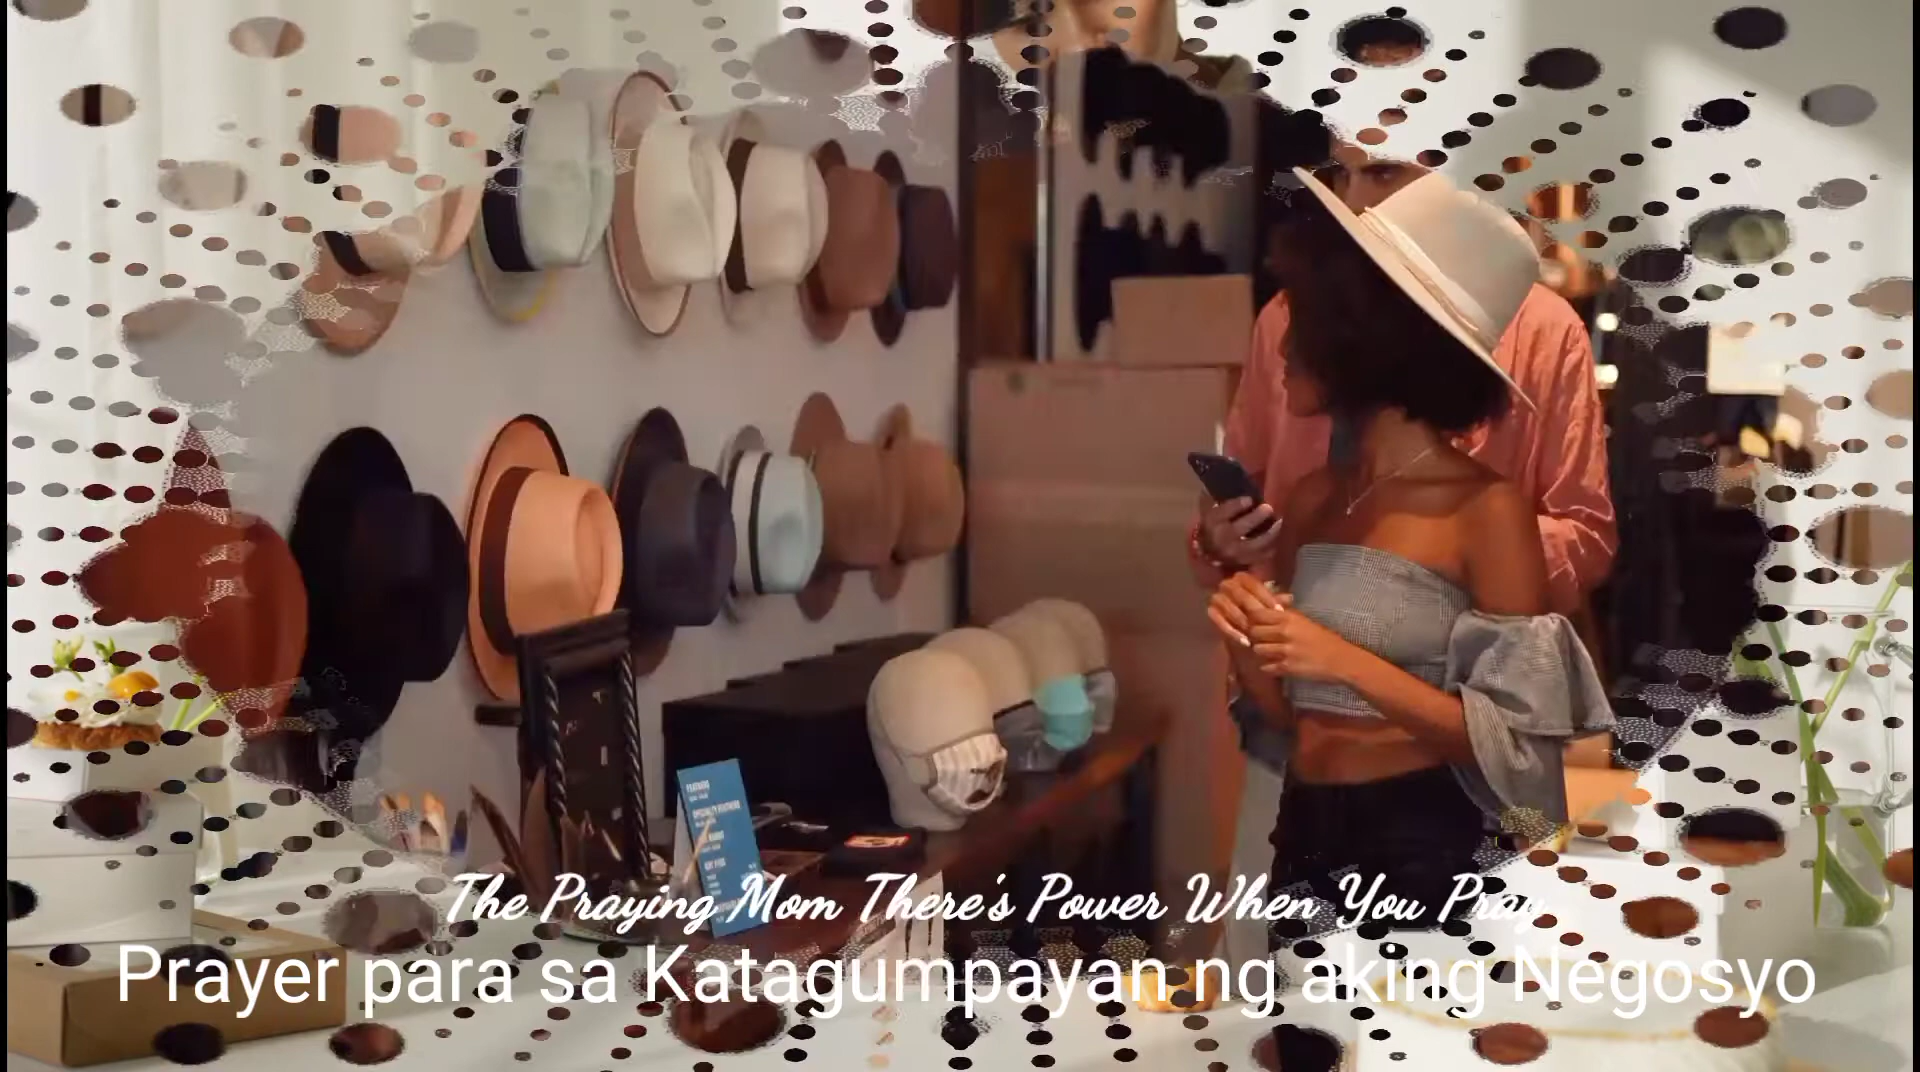 The Praying Mom There's Power When You Pray
Prayer para sa Katagumpayan ng aking Negosyo